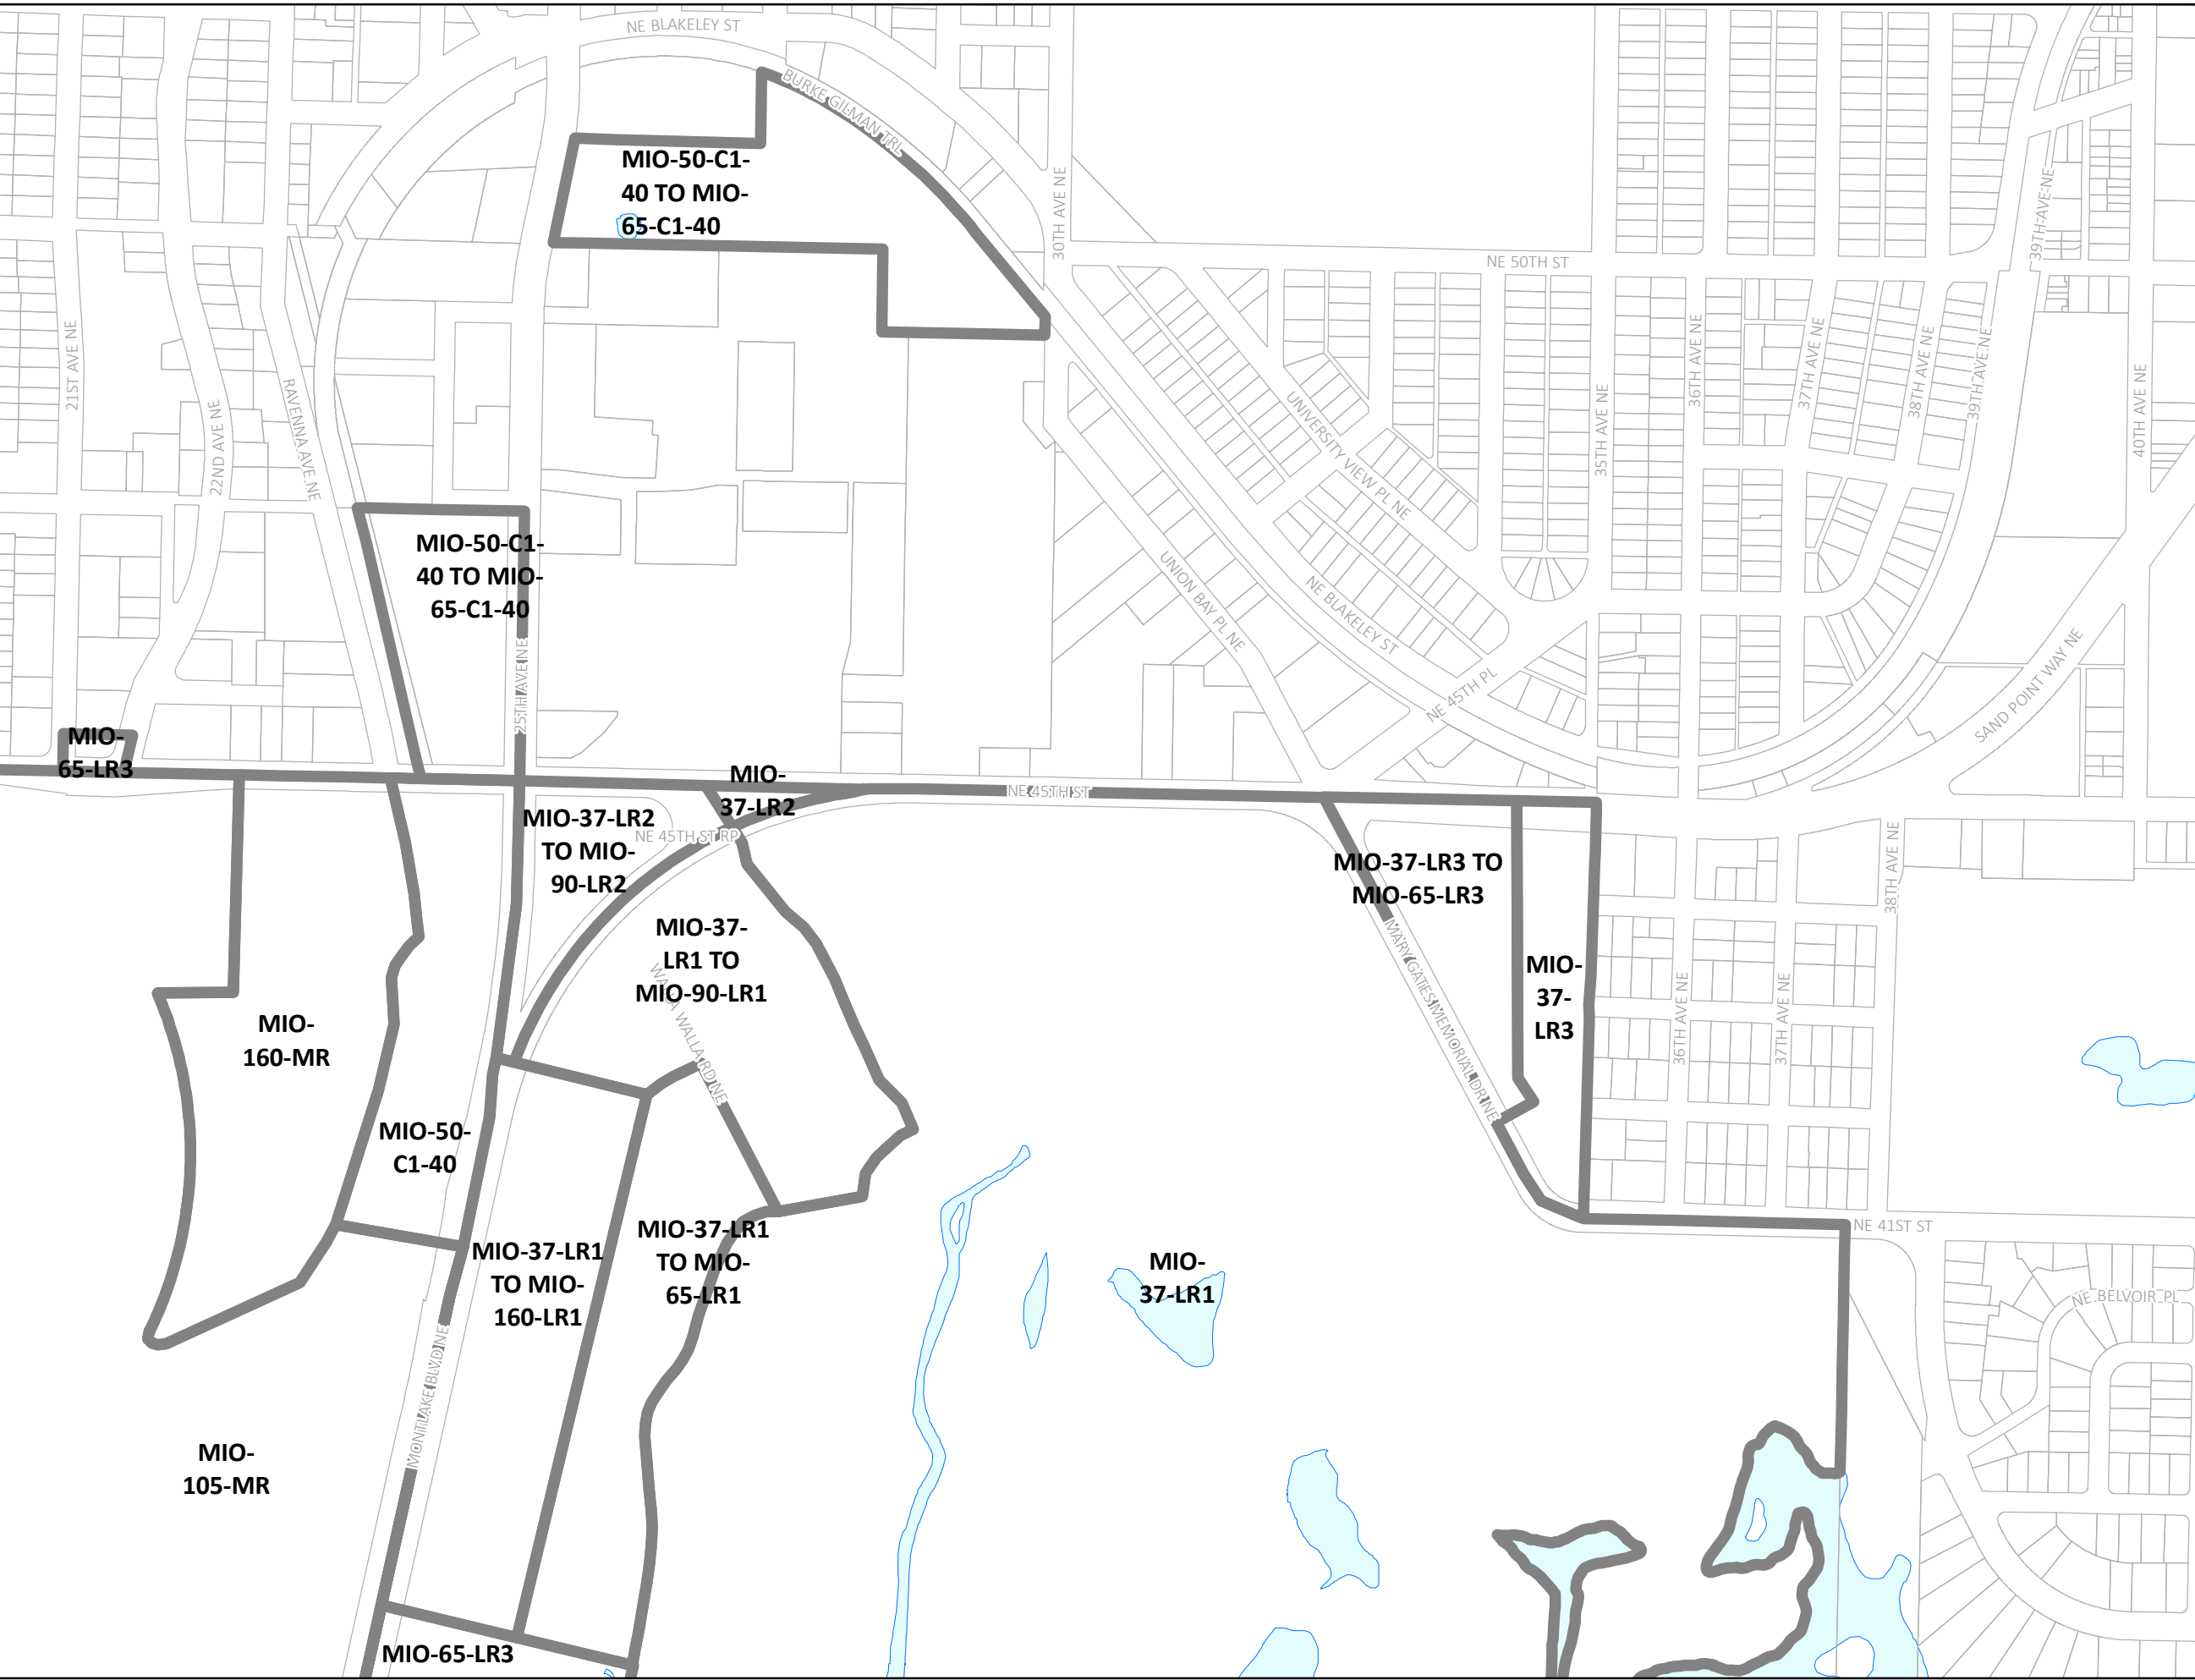 NE BLAKELEY ST
BURKE GILMAN TRL
MIO-50-C1-
40 TO MIO-
65-C1-40
30TH AVE NE
NE 50TH ST
39TH AVE NE
21ST AVE NE
22ND AVE NE
RAVENNA AVE NE
UNIVERSITY VIEW PL NE
35TH AVE NE
36TH AVE NE
37TH AVE NE
38TH AVE NE
39TH AVE NE
40TH AVE NE
MIO-50-C1-
40 TO MIO-
65-C1-40
25TH AVE NE
UNION BAY PL NE
NE BLAKELEY ST
NE 45TH PL
SAND POINT WAY NE
MIO-
65-LR3
MIO-
37-LR2
NE 45TH ST
MIO-37-LR2
TO MIO-
90-LR2
NE 45TH ST RP
MIO-37-LR3 TO
MIO-65-LR3
38TH AVE NE
MIO-37-
LR1 TO
MIO-90-LR1
WALLA WALLA RD NE
MARY GATES MEMORIAL DR NE
MIO-
37-
LR3
36TH AVE NE
37TH AVE NE
MIO-
160-MR
MIO-50-
C1-40
MIO-37-LR1
TO MIO-
160-LR1
MIO-37-LR1
TO MIO-
65-LR1
MIO-
37-LR1
NE 41ST ST
NE BELVOIR PL
MONTLAKE BLVD NE
MIO-
105-MR
MIO-65-LR3